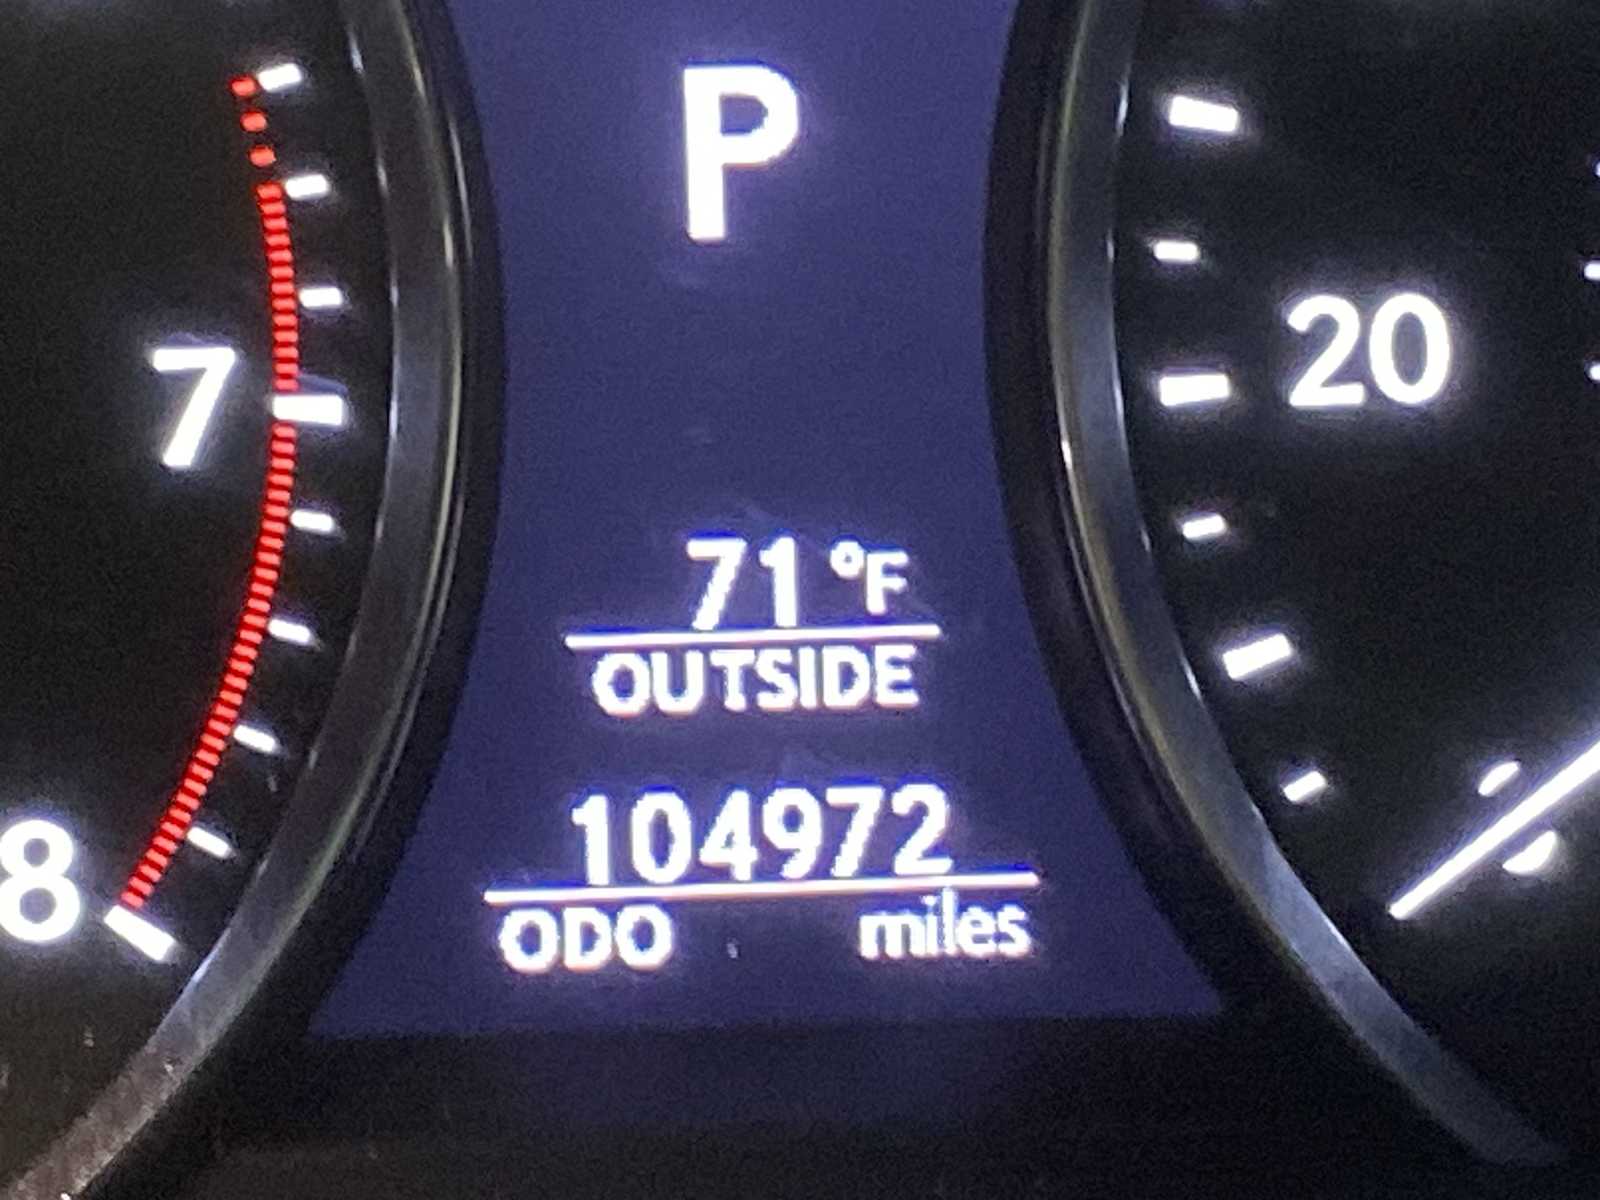 P
7
20
71 °F
OUTSIDE
104972
8
ODO miles